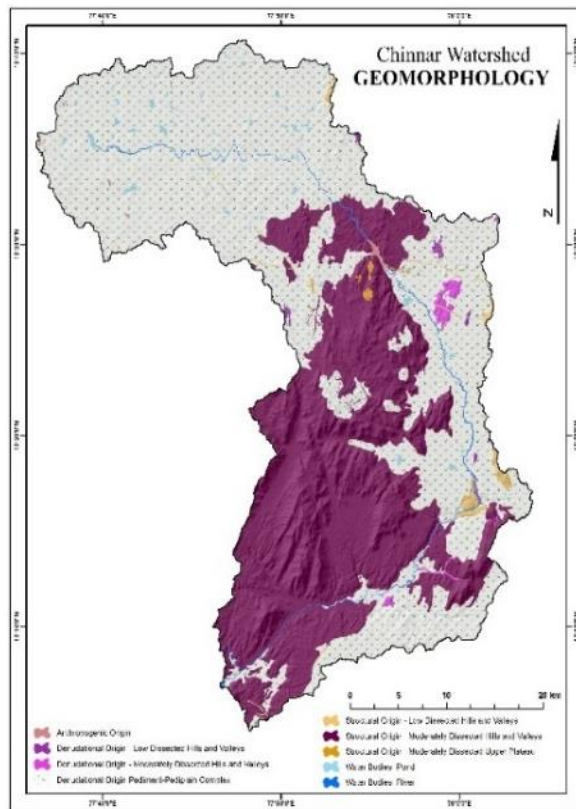 Chinnar Watershed
GEOMORPHOLOGY
N
0 5 10 20 km
Anthropogenic Origin
Denudational Origin - Low Dissected Hills and Valleys
Denudational Origin - Moderately Dissected Hills and Valleys
Denudational Origin Pediment-Pediplain Complex
Structural Origin - Low Dissected Hills and Valleys
Structural Origin - Moderately Dissected Hills and Valleys
Structural Origin - Moderately Dissected Upper Plateau
Water Bodies Pond
Water Bodies River